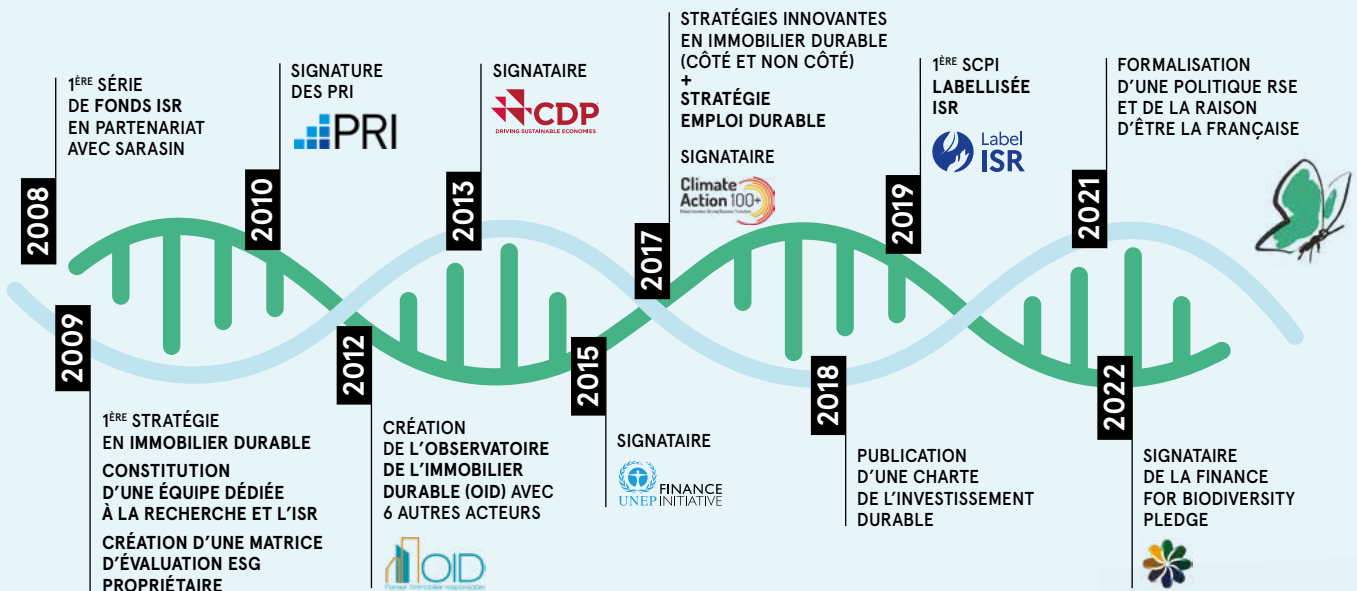 2008
1ÈRE SÉRIE
DE FONDS ISR
EN PARTENARIAT
AVEC SARASIN
2009
1ÈRE STRATÉGIE
EN IMMOBILIER DURABLE
CONSTITUTION
D'UNE ÉQUIPE DÉDIÉE
À LA RECHERCHE ET L'ISR
CRÉATION D'UNE MATRICE
D'ÉVALUATION ESG
PROPRIÉTAIRE
2010
SIGNATURE
DES PRI
PRI
2012
CRÉATION
DE L'OBSERVATOIRE
DE L'IMMOBILIER
DURABLE (OID) AVEC
6 AUTRES ACTEURS
OID
Penser l'immobilier responsable
2013
SIGNATAIRE
CDP
DRIVING SUSTAINABLE ECONOMIES
2015
SIGNATAIRE
UNEP FINANCE
INITIATIVE
2017
STRATÉGIES INNOVANTES
EN IMMOBILIER DURABLE
(CÔTÉ ET NON CÔTÉ)
+
STRATÉGIE
EMPLOI DURABLE
SIGNATAIRE
Climate
Action 100+
2018
PUBLICATION
D'UNE CHARTE
DE L'INVESTISSEMENT
DURABLE
2019
1ÈRE SCPI
LABELLISÉE
ISR
Label
ISR
2021
FORMALISATION
D'UNE POLITIQUE RSE
ET DE LA RAISON
D'ÊTRE LA FRANÇAISE
2022
SIGNATAIRE
DE LA FINANCE
FOR BIODIVERSITY
PLEDGE